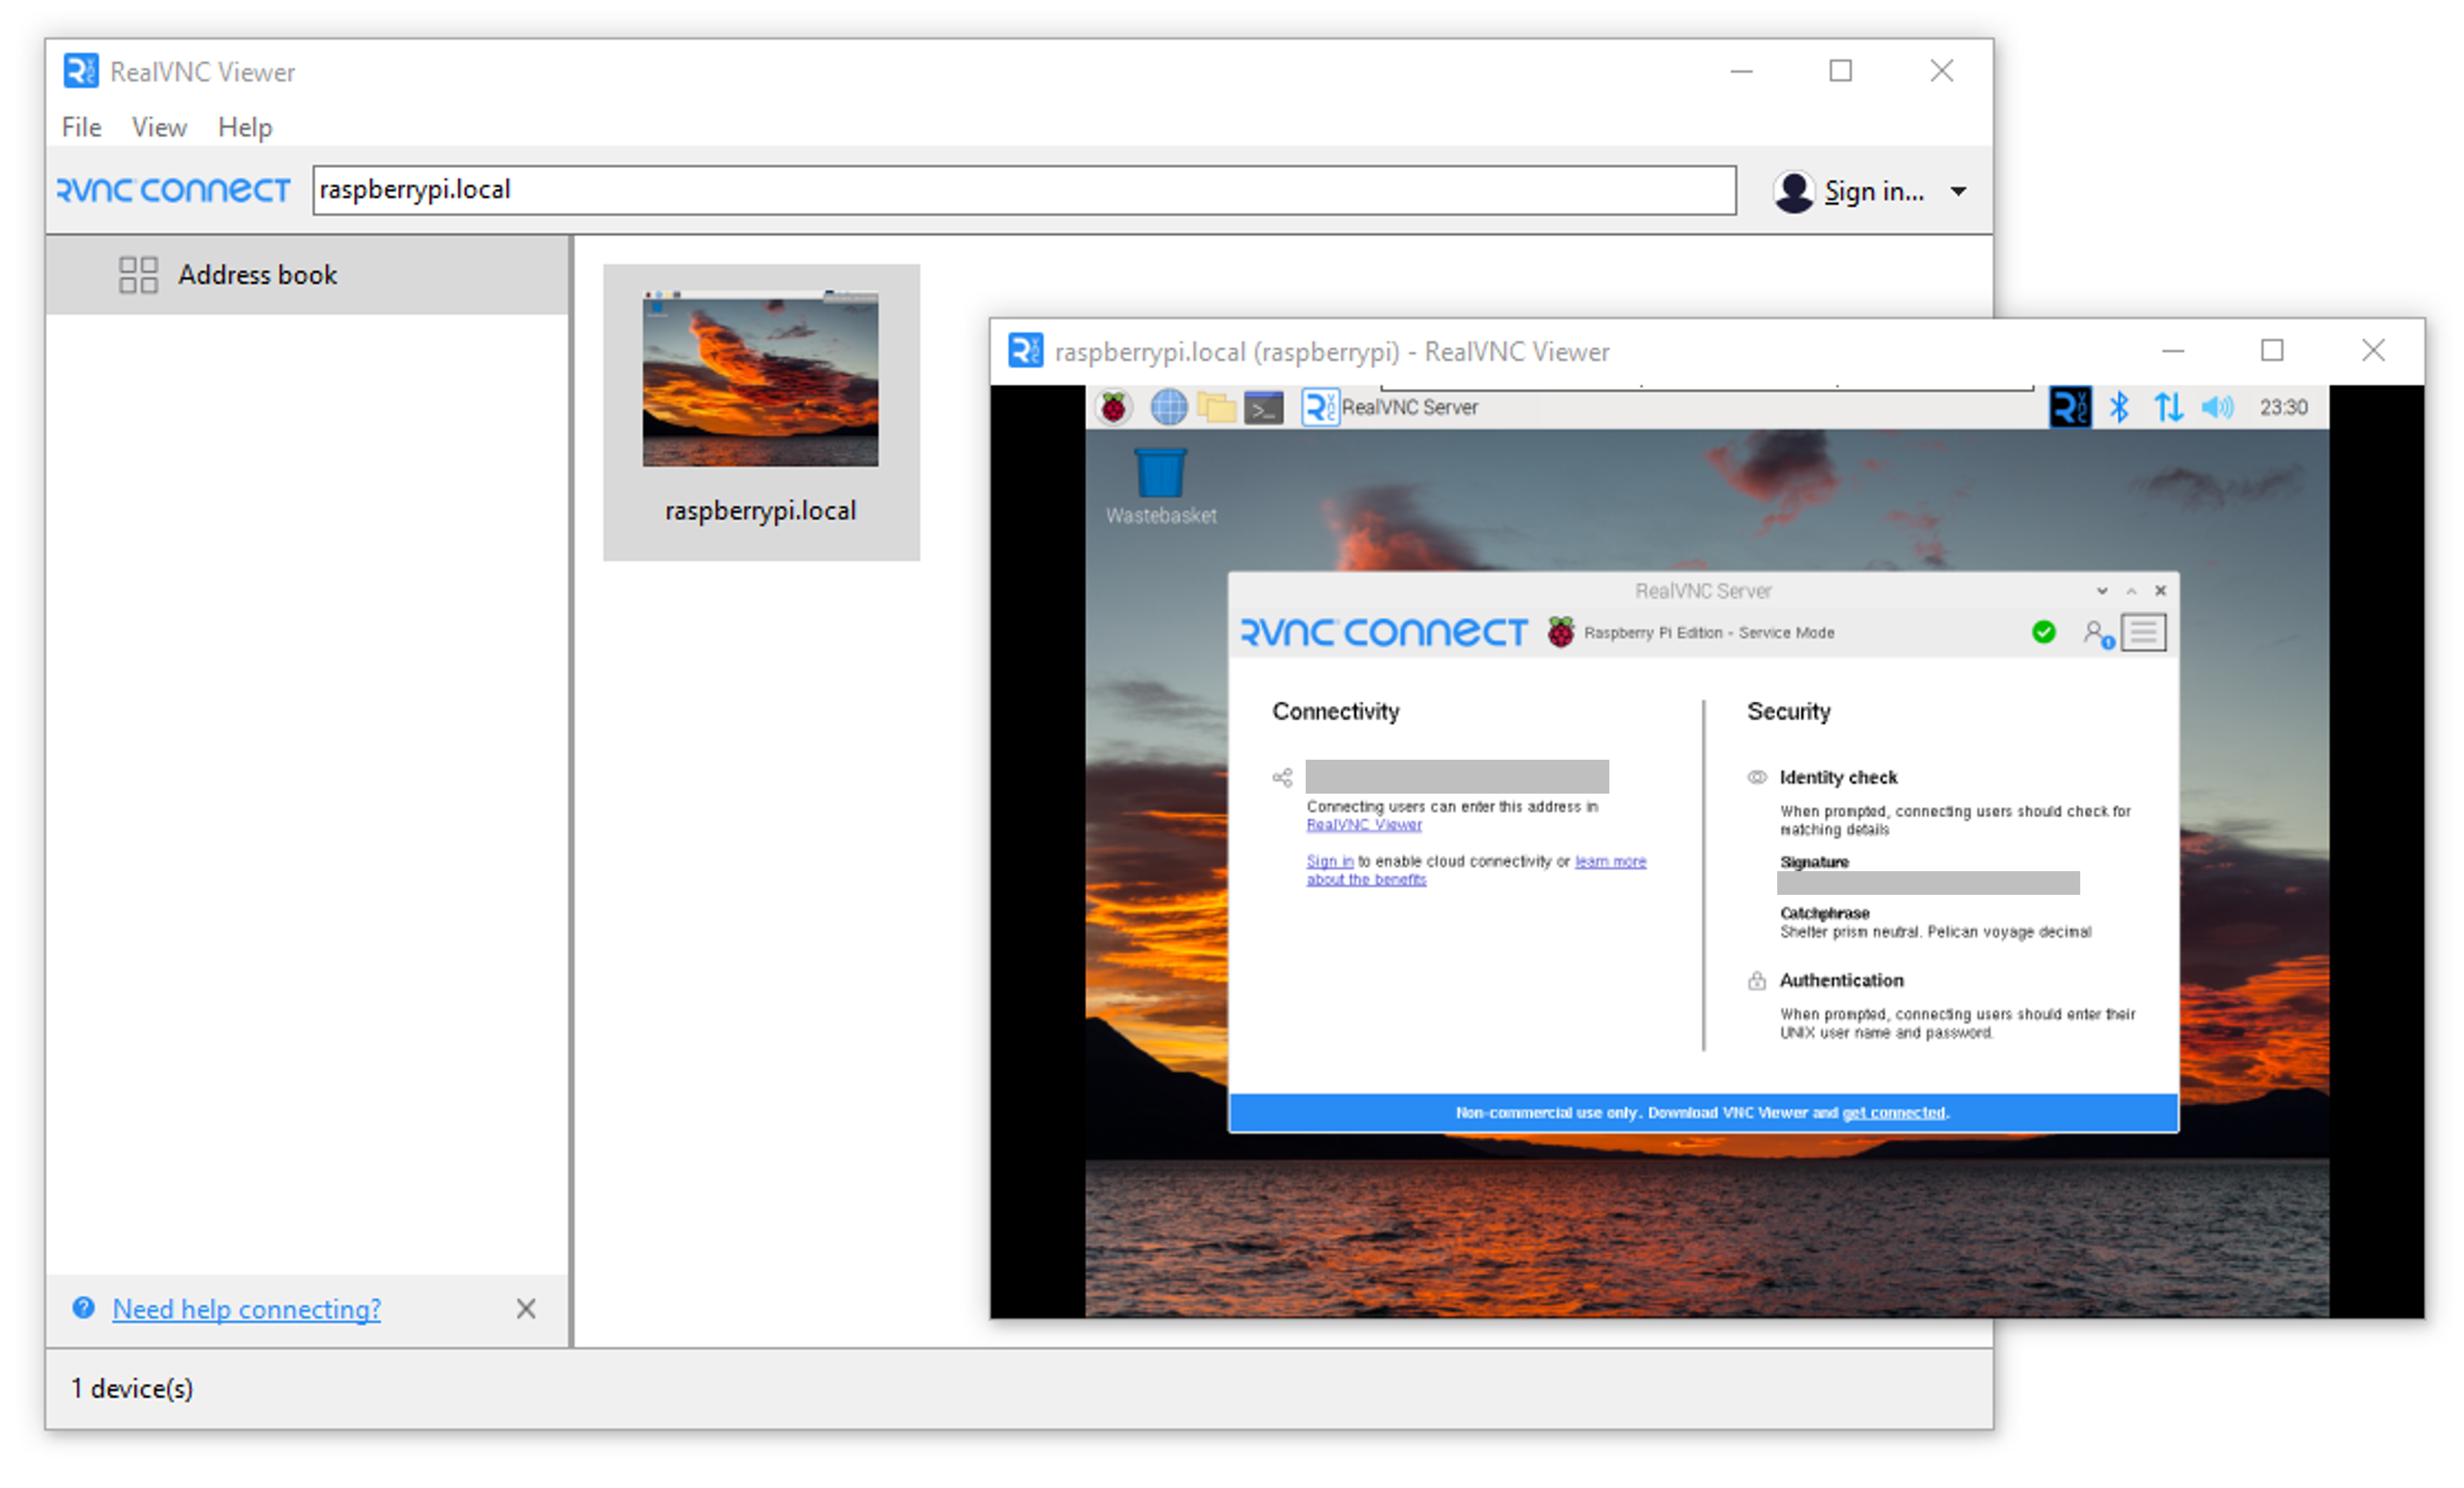 RealVNC Viewer
File View Help
RVNC CONNECT
raspberrypi.local
Sign in...
Address book
raspberrypi.local
Need help connecting?
1 device(s)
raspberrypi.local (raspberrypi) - RealVNC Viewer
RealVNC Server
23:30
Wastebasket
RealVNC Server
RVNC CONNECT
Raspberry Pi Edition - Service Mode
Connectivity
Connecting users can enter this address in
RealVNC Viewer
Sign in to enable cloud connectivity or learn more
about the benefits
Security
Identity check
When prompted, connecting users should check for
matching details
Signature
Catchphrase
Shelter prism neutral. Pelican voyage decimal
Authentication
When prompted, connecting users should enter their
UNIX user name and password.
Non-commercial use only. Download VNC Viewer and get connected.